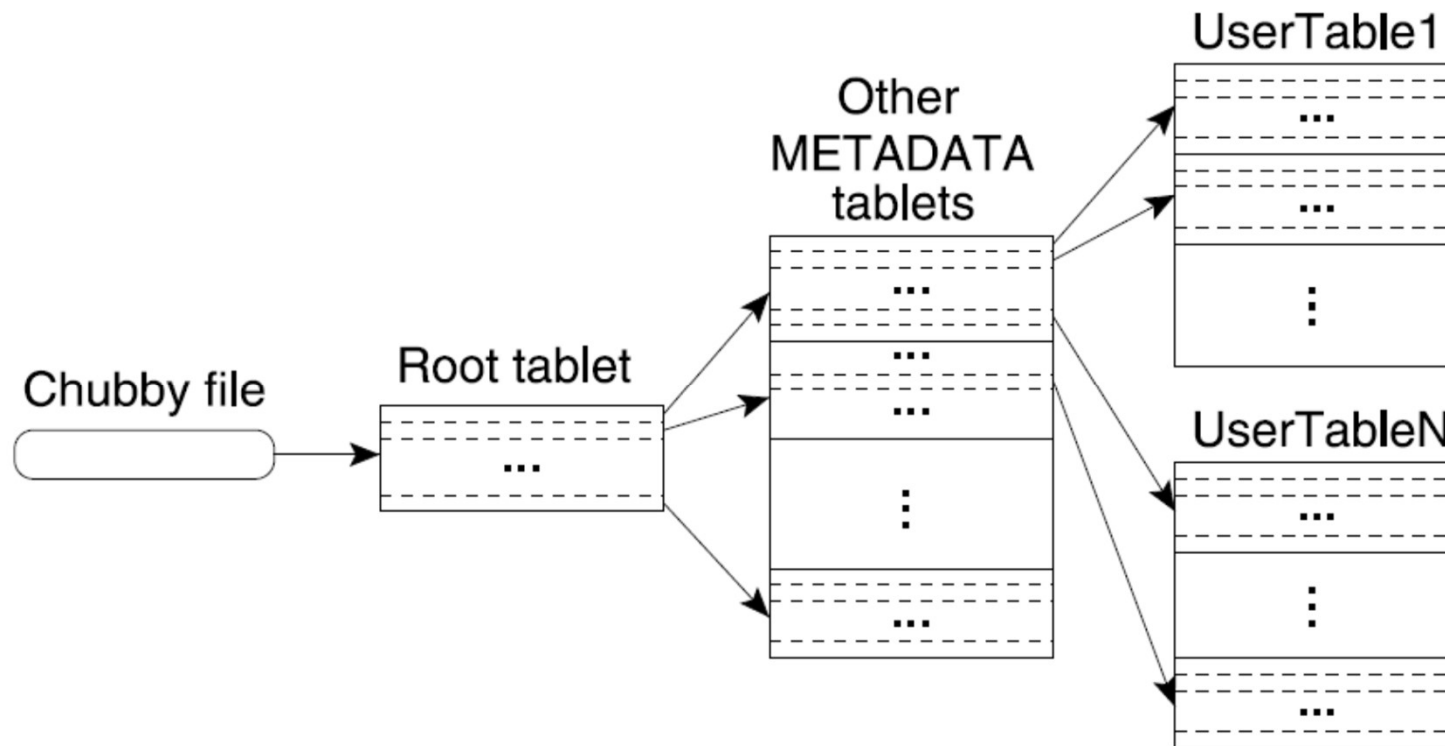 Chubby file
Root tablet
...
Other
METADATA
tablets
...
...
...
...
UserTable1
...
...
UserTableN
...
...